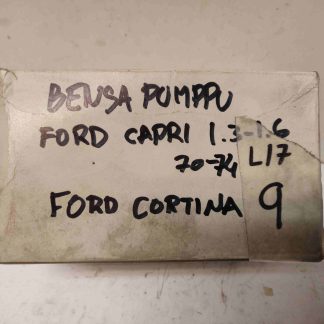 BENSA PUMPPU
FORD CAPRI 1.3-1.6
70-74 L17
FORD CORTINA 9